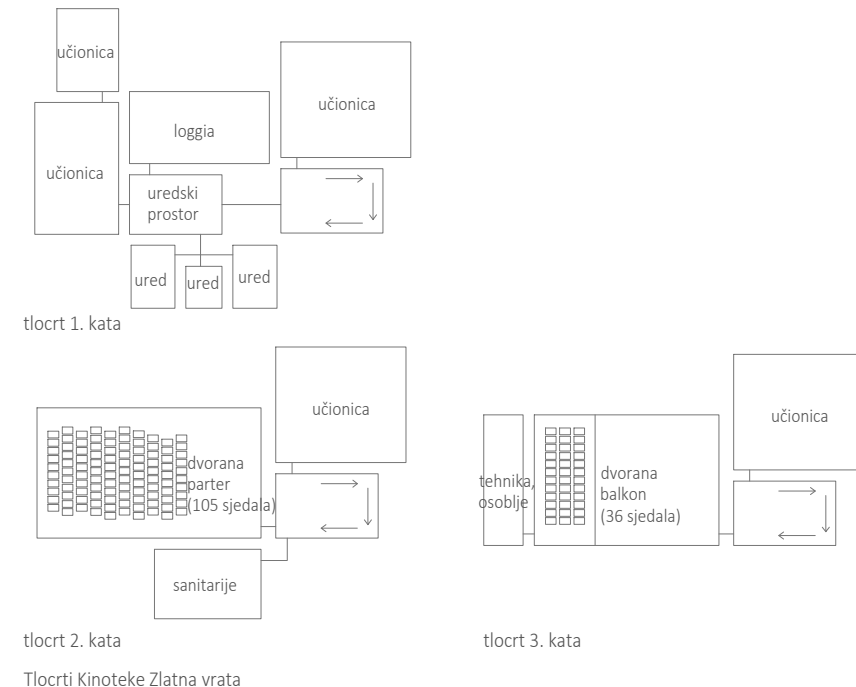 učionica
učionica
loggia
učionica
uredski
prostor
ured
ured
ured
tlocrt 1. kata
učionica
dvorana
parter
(105 sjedala)
sanitarije
tlocrt 2. kata
učionica
tehnika,
osoblje
dvorana
balkon
(36 sjedala)
tlocrt 3. kata
Tlocrti Kinoteke Zlatna vrata